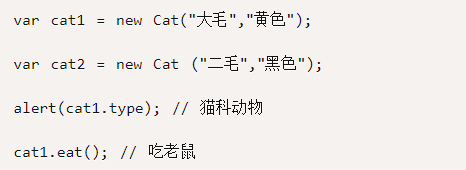 var cat1 = new Cat("大毛","黄色");
var cat2 = new Cat ("二毛","黑色");
alert(cat1.type); // 猫科动物
cat1.eat(); // 吃老鼠